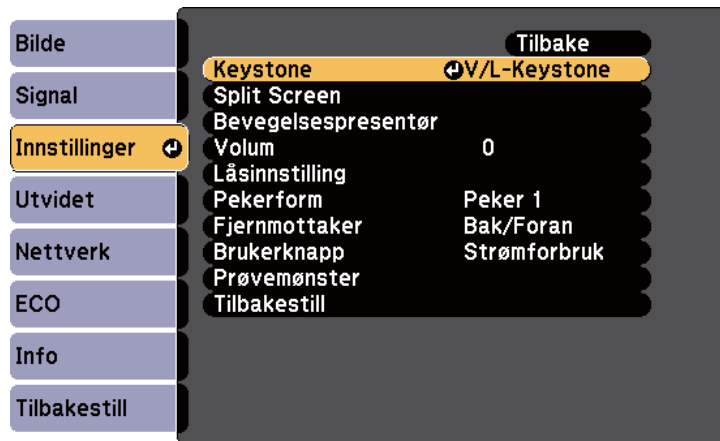 Bilde
Signal
Innstillinger
Utvidet
Nettverk
ECO
Info
Tilbakestill
Tilbake
Keystone V/L-Keystone
Split Screen
Bevegelsespresentør
Volum 0
Låsinnstilling
Pekerform Peker 1
Fjernmottaker Bak/Foran
Brukerknapp Strømforbruk
Prøvemønster
Tilbakestill